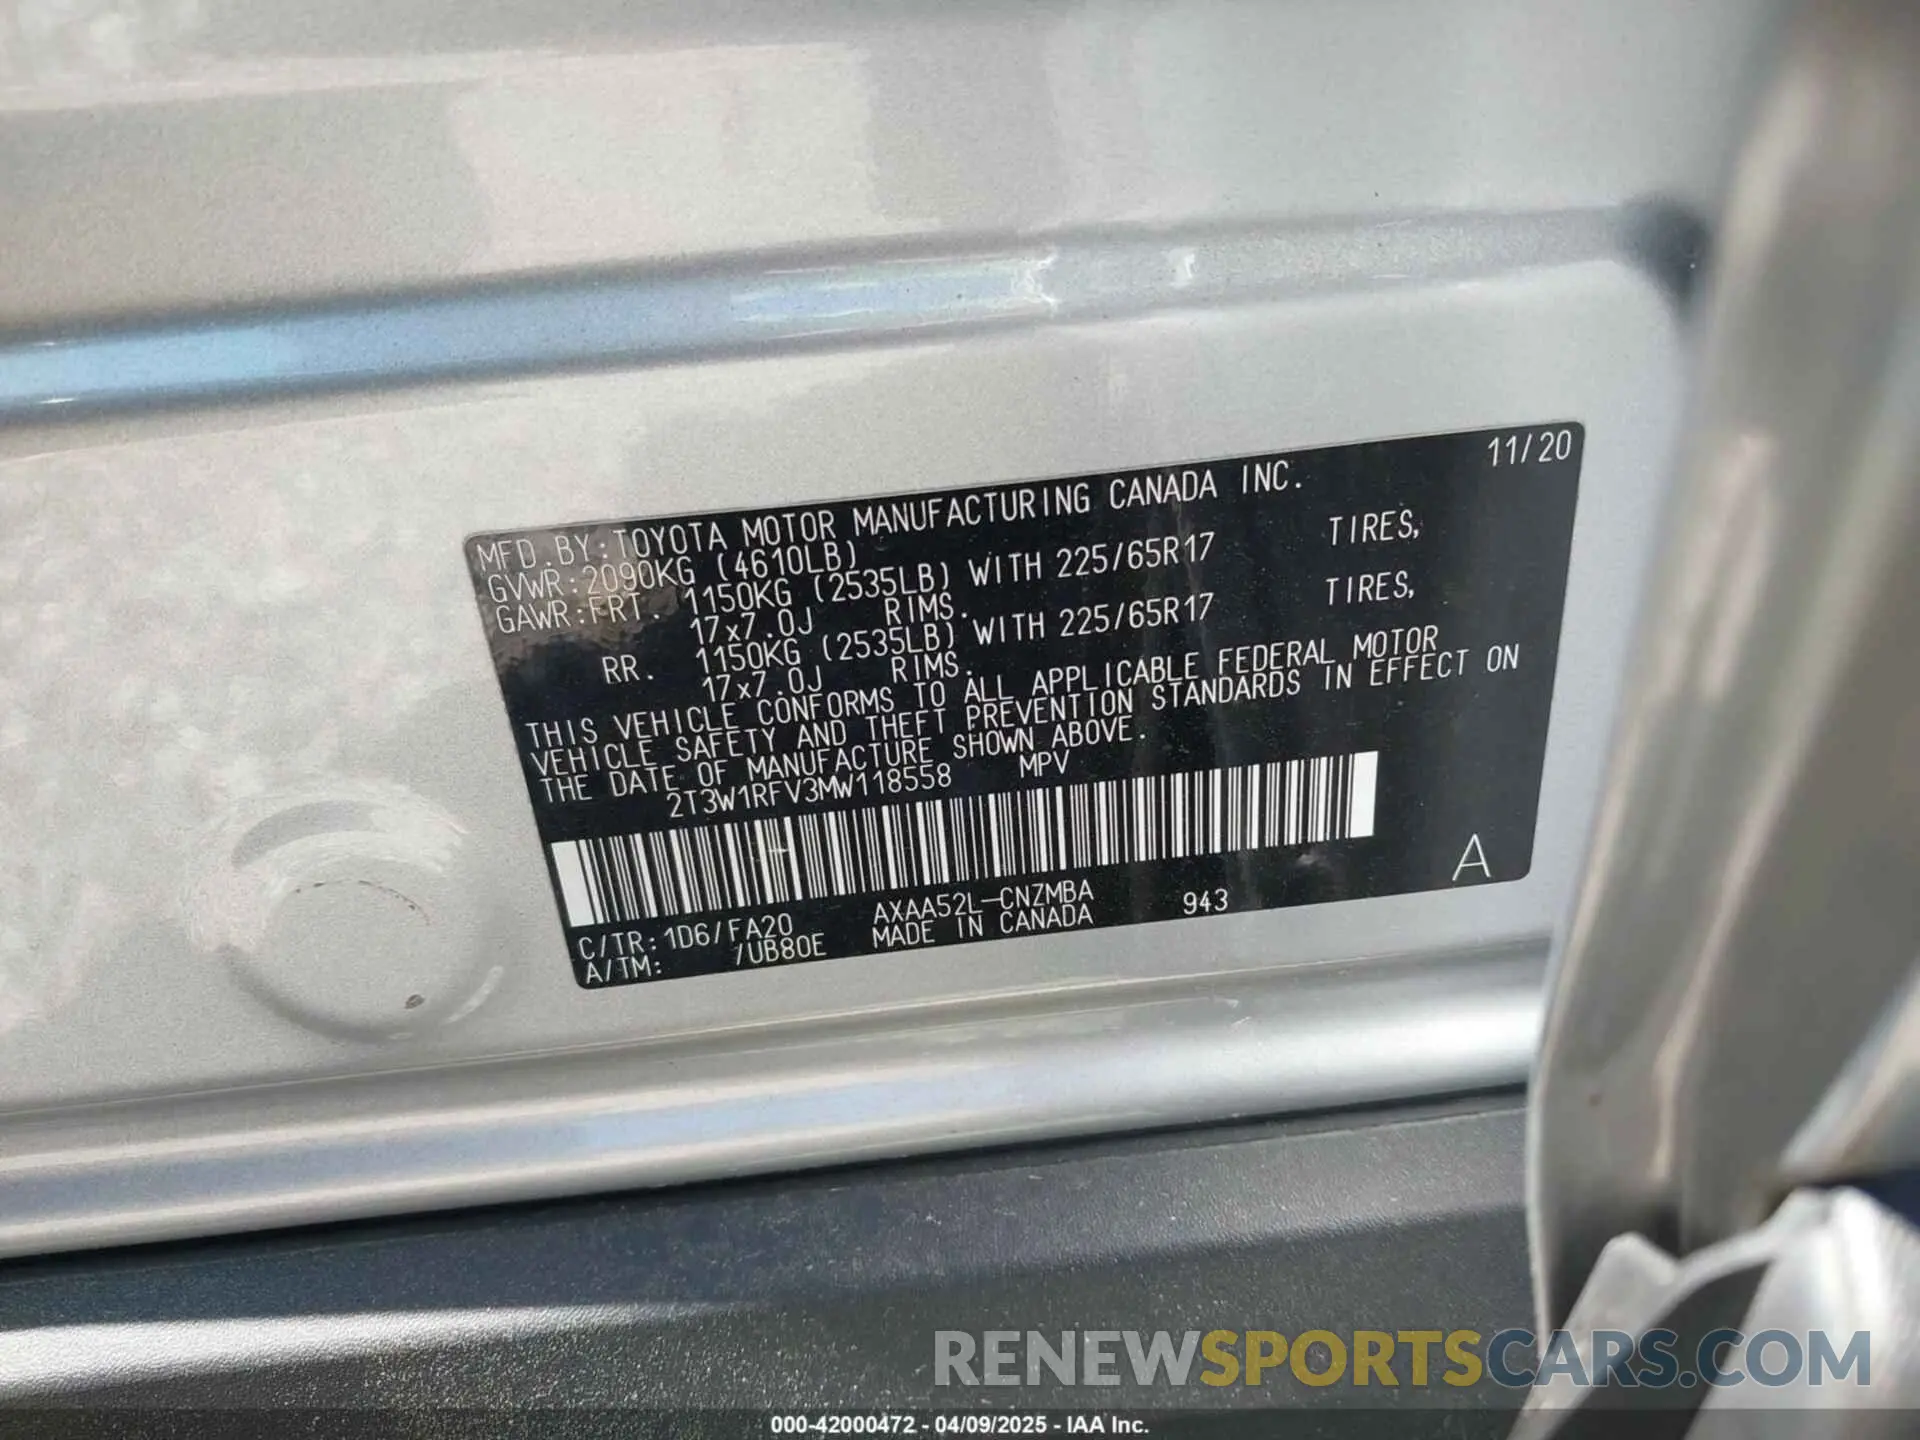 11/20
MFD.BY:TOYOTA MOTOR MANUFACTURING CANADA INC.
GVWR:2090KG (4610LB)
GAWR:FRT. 1150KG (2535LB) WITH 225/65R17 TIRES,
17x7.0J RIMS.
RR. 1150KG (2535LB) WITH 225/65R17 TIRES,
17x7.0J RIMS.
THIS VEHICLE CONFORMS TO ALL APPLICABLE FEDERAL MOTOR
VEHICLE SAFETY AND THEFT PREVENTION STANDARDS IN EFFECT ON
THE DATE OF MANUFACTURE SHOWN ABOVE.
2T3W1RFV3MW118558 MPV
A
C/TR:1D6/FA20 AXAA52L-CNZMBA 943
A/TM: /UB80E MADE IN CANADA
RENEWSPORTSCARS.COM
000-42000472 - 04/09/2025 - IAA Inc.